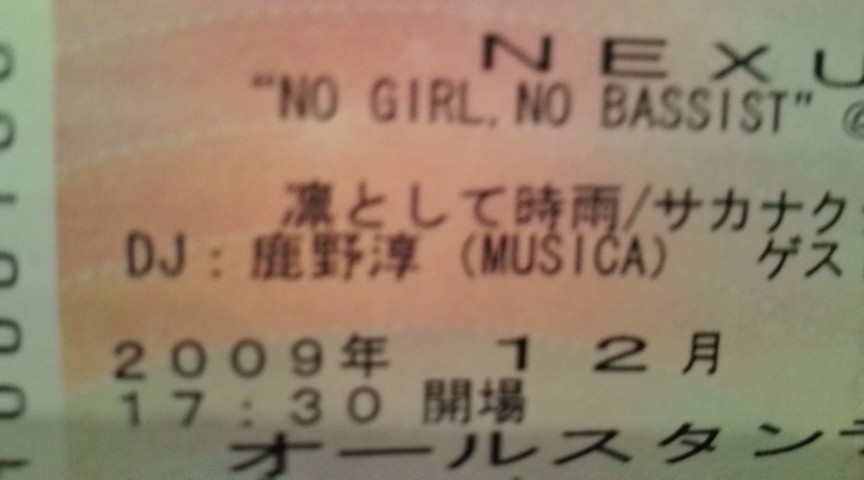 NEXU
“NO GIRL, NO BASSIST” @
凛として時雨/サカナク
DJ：鹿野淳 (MUSICA) ゲス
2009年 12月
17:30 開場
オールスタン